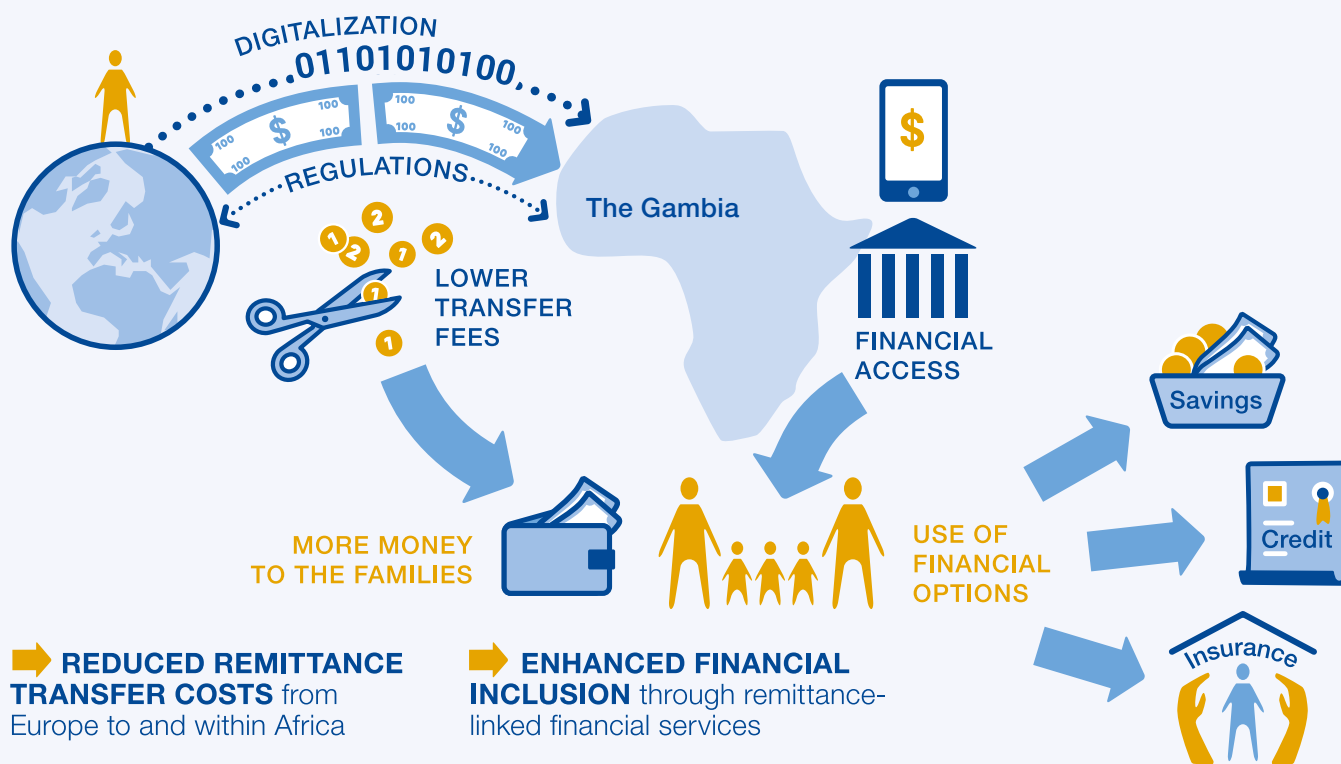 DIGITALIZATION
01101010100
100
100
$
100
100
100
100
$
100
100
REGULATIONS
The Gambia
$
2
1
2
1
2
1
1
LOWER
TRANSFER
FEES
FINANCIAL
ACCESS
Savings
Credit
Insurance
MORE MONEY
TO THE FAMILIES
USE OF
FINANCIAL
OPTIONS
REDUCED REMITTANCE
TRANSFER COSTS from
Europe to and within Africa
ENHANCED FINANCIAL
INCLUSION through remittance-
linked financial services